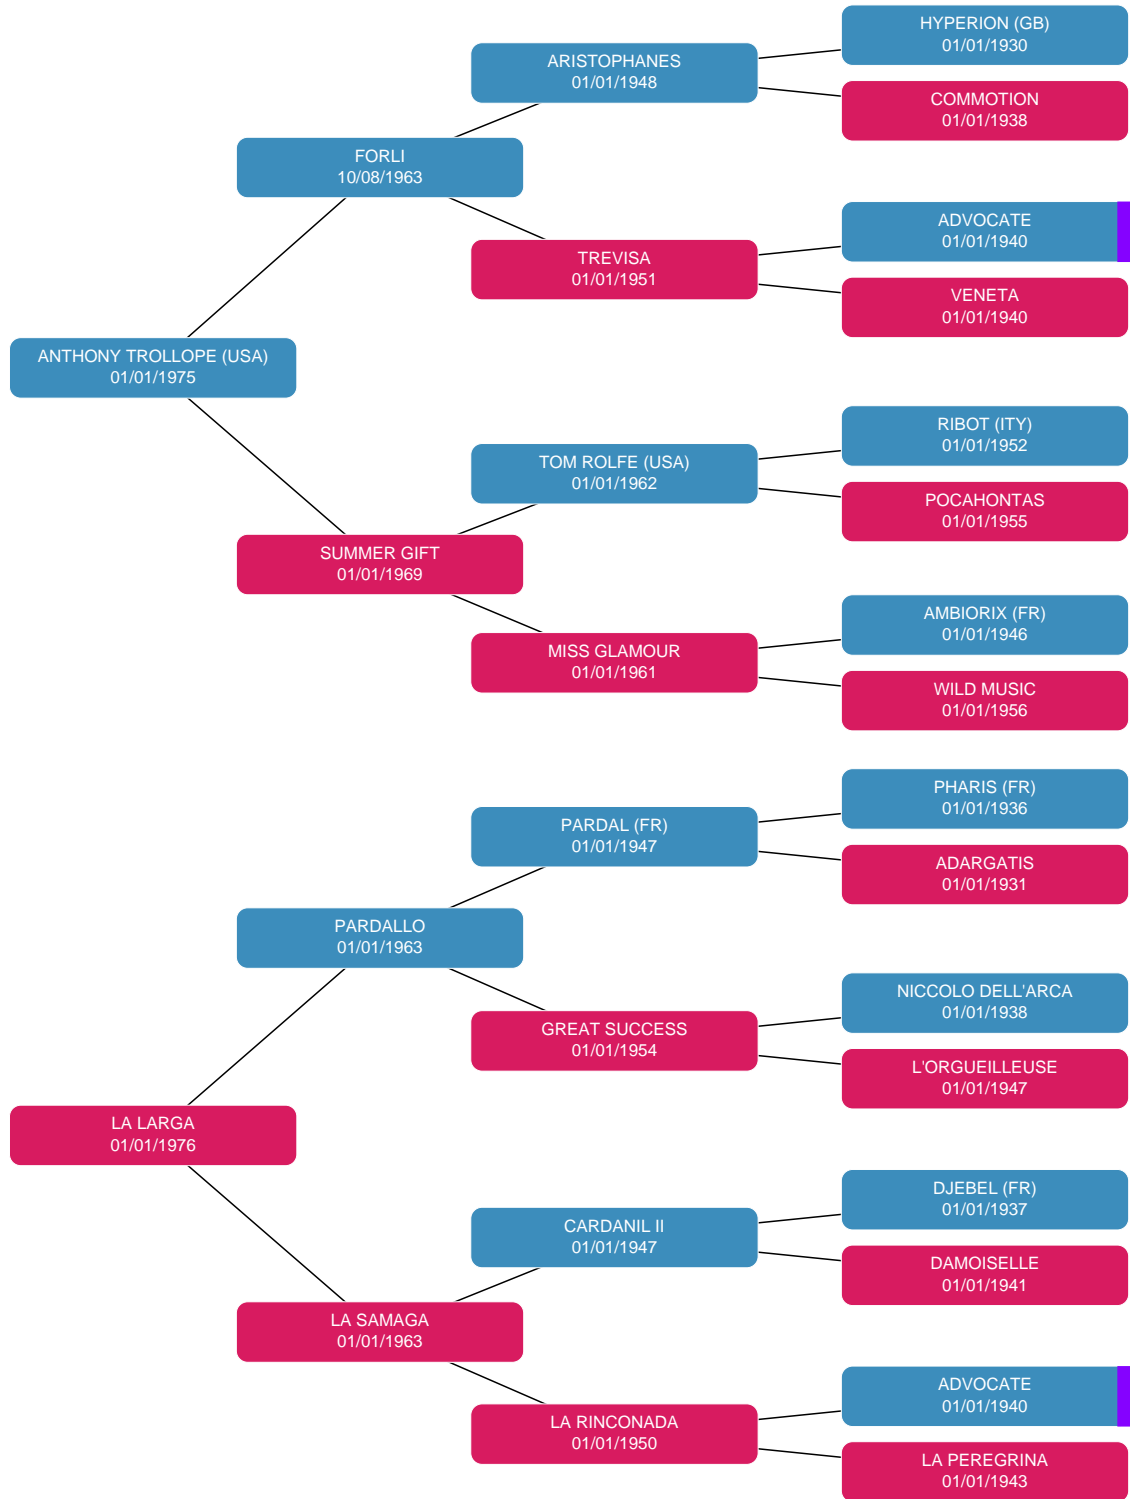 HYPERION (GB)
01/01/1930
ARISTOPHANES
01/01/1948
COMMOTION
01/01/1938
FORLI
10/08/1963
ADVOCATE
01/01/1940
TREVISA
01/01/1951
VENETA
01/01/1940
ANTHONY TROLLOPE (USA)
01/01/1975
RIBOT (ITY)
01/01/1952
TOM ROLFE (USA)
01/01/1962
POCAHONTAS
01/01/1955
SUMMER GIFT
01/01/1969
AMBIORIX (FR)
01/01/1946
MISS GLAMOUR
01/01/1961
WILD MUSIC
01/01/1956
PHARIS (FR)
01/01/1936
PARDAL (FR)
01/01/1947
ADARGATIS
01/01/1931
PARDALLO
01/01/1963
NICCOLO DELL'ARCA
01/01/1938
GREAT SUCCESS
01/01/1954
L'ORGUEILLEUSE
01/01/1947
LA LARGA
01/01/1976
DJEBEL (FR)
01/01/1937
CARDANIL II
01/01/1947
DAMOISELLE
01/01/1941
LA SAMAGA
01/01/1963
ADVOCATE
01/01/1940
LA RINCONADA
01/01/1950
LA PEREGRINA
01/01/1943